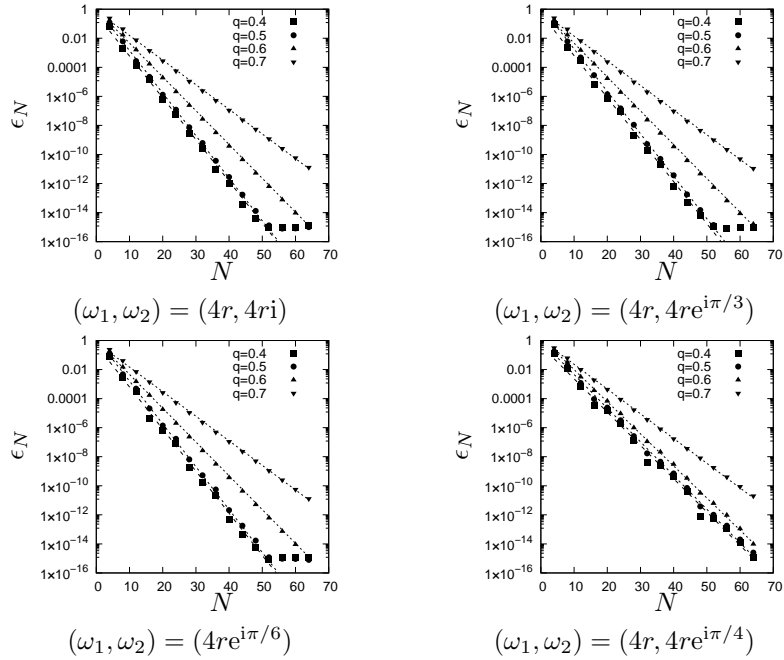 1
0.01
0.0001
1×10⁻⁶
1×10⁻⁸
1×10⁻¹⁰
1×10⁻¹²
1×10⁻¹⁴
1×10⁻¹⁶
ϵ_N
q=0.4
q=0.5
q=0.6
q=0.7
0 10 20 30 40 50 60 70
N
(ω₁, ω₂) = (4r, 4ri)
1
0.01
0.0001
1×10⁻⁶
1×10⁻⁸
1×10⁻¹⁰
1×10⁻¹²
1×10⁻¹⁴
1×10⁻¹⁶
ϵ_N
q=0.4
q=0.5
q=0.6
q=0.7
0 10 20 30 40 50 60 70
N
(ω₁, ω₂) = (4r, 4re^{iπ/3})
1
0.01
0.0001
1×10⁻⁶
1×10⁻⁸
1×10⁻¹⁰
1×10⁻¹²
1×10⁻¹⁴
1×10⁻¹⁶
ϵ_N
q=0.4
q=0.5
q=0.6
q=0.7
0 10 20 30 40 50 60 70
N
(ω₁, ω₂) = (4re^{iπ/6})
1
0.01
0.0001
1×10⁻⁶
1×10⁻⁸
1×10⁻¹⁰
1×10⁻¹²
1×10⁻¹⁴
1×10⁻¹⁶
ϵ_N
q=0.4
q=0.5
q=0.6
q=0.7
0 10 20 30 40 50 60 70
N
(ω₁, ω₂) = (4r, 4re^{iπ/4})